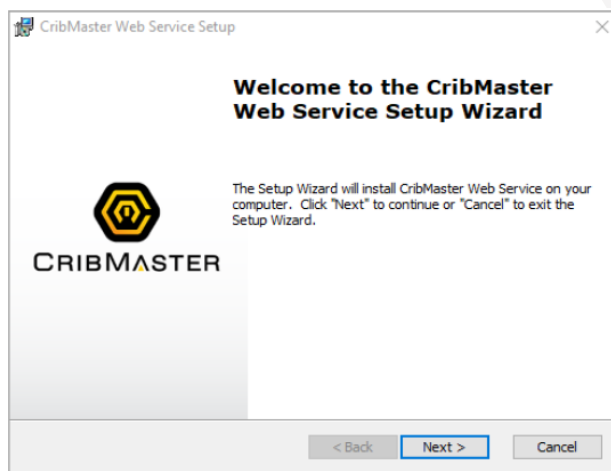 CribMaster Web Service Setup
Welcome to the CribMaster
Web Service Setup Wizard
The Setup Wizard will install CribMaster Web Service on your
computer. Click "Next" to continue or "Cancel" to exit the
Setup Wizard.
CRIBMASTER
< Back
Next >
Cancel